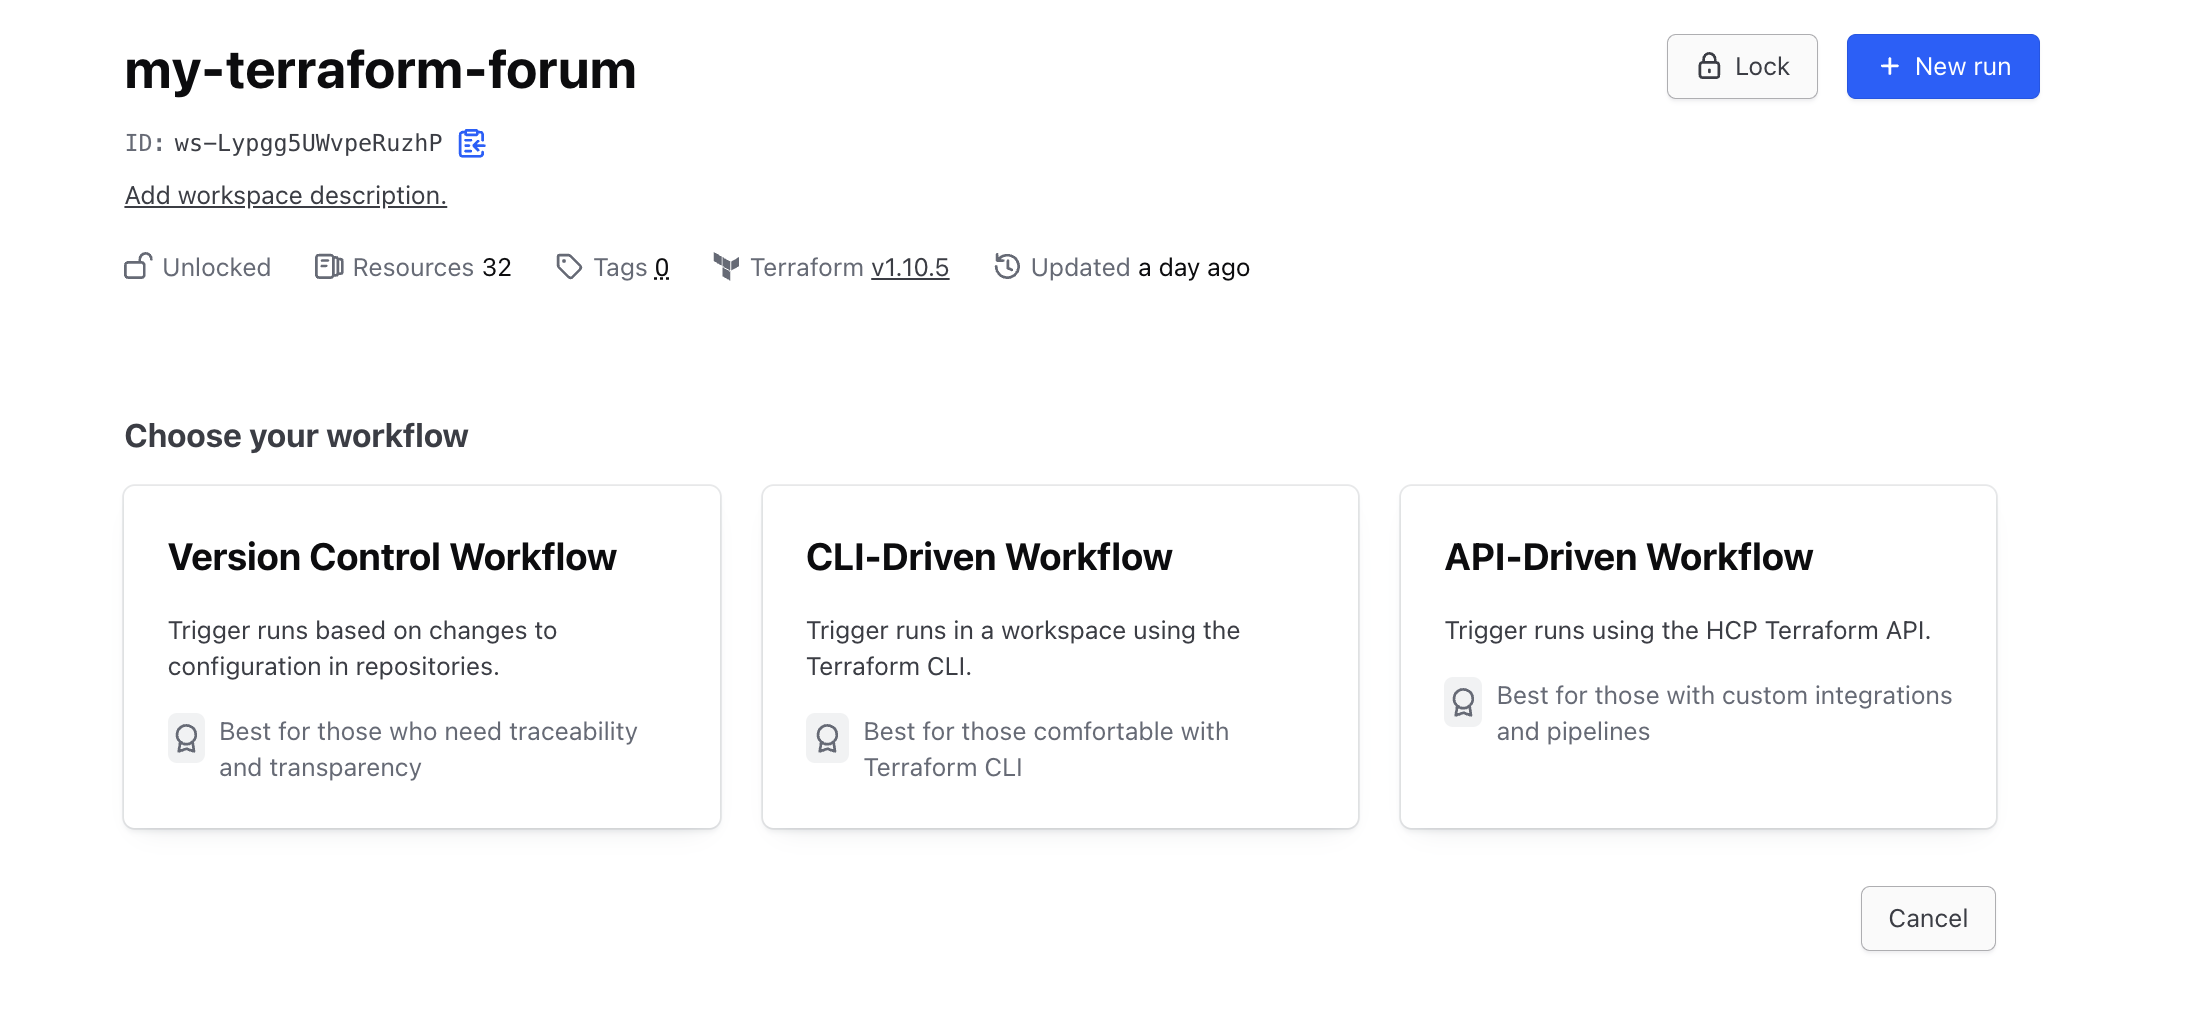 my-terraform-forum
Lock
+ New run
ID: ws-Lypgg5UWvpeRuzhP
Add workspace description.
Unlocked
Resources 32
Tags 0
Terraform v1.10.5
Updated a day ago
Choose your workflow
Version Control Workflow
Trigger runs based on changes to
configuration in repositories.
Best for those who need traceability
and transparency
CLI-Driven Workflow
Trigger runs in a workspace using the
Terraform CLI.
Best for those comfortable with
Terraform CLI
API-Driven Workflow
Trigger runs using the HCP Terraform API.
Best for those with custom integrations
and pipelines
Cancel